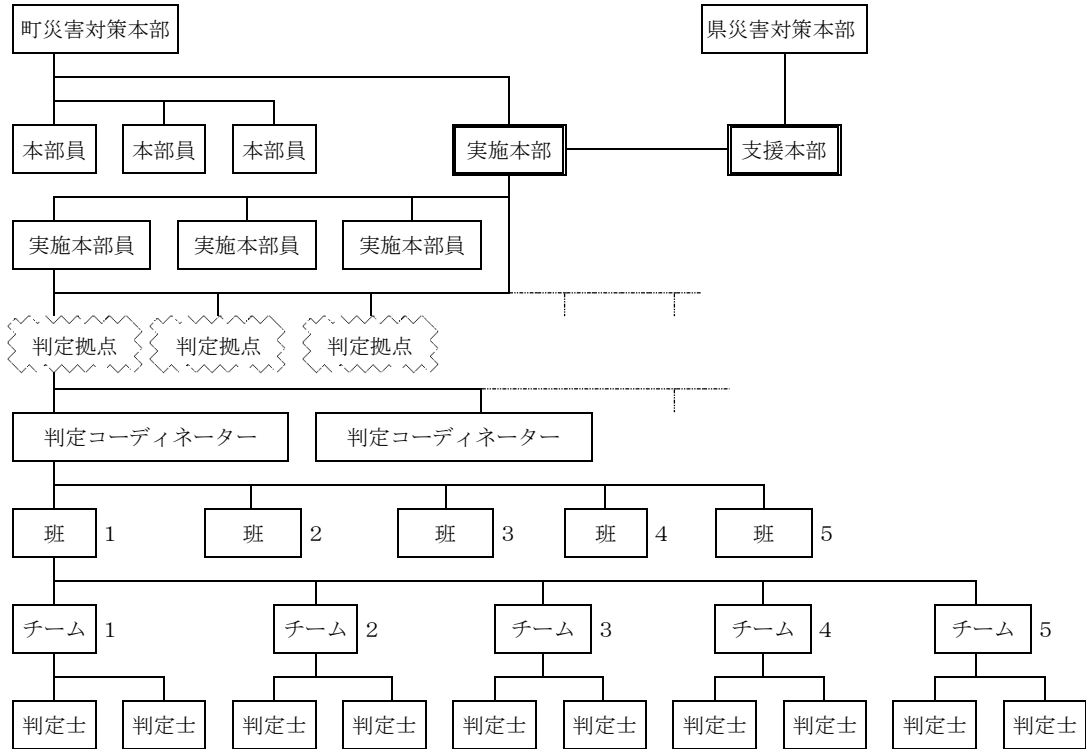 町災害対策本部 県災害対策本部
本部員 本部員 本部員 実施本部 支援本部
実施本部員 実施本部員 実施本部員
判定拠点 判定拠点 判定拠点
判定コーディネーター 判定コーディネーター
班 1 班 2 班 3 班 4 班 5
チーム 1 チーム 2 チーム 3 チーム 4 チーム 5
判定士 判定士 判定士 判定士 判定士 判定士 判定士 判定士 判定士 判定士